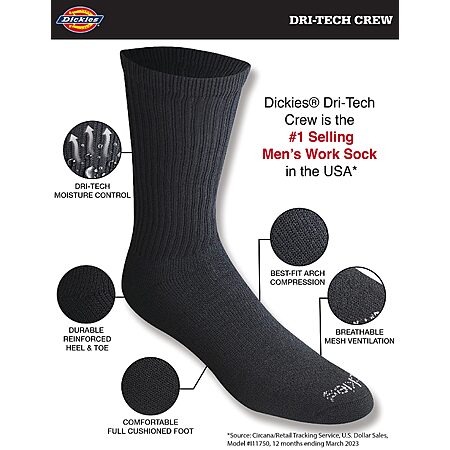 Dickies
DRI-TECH CREW
Dickies® Dri-Tech
Crew is the
#1 Selling
Men's Work Sock
in the USA*
DRI-TECH
MOISTURE CONTROL
BEST-FIT ARCH
COMPRESSION
DURABLE
REINFORCED
HEEL & TOE
BREATHABLE
MESH VENTILATION
COMFORTABLE
FULL CUSHIONED FOOT
Dickies
*Source: Circana/Retail Tracking Service, U.S. Dollar Sales,
Model #I11750, 12 months ending March 2023